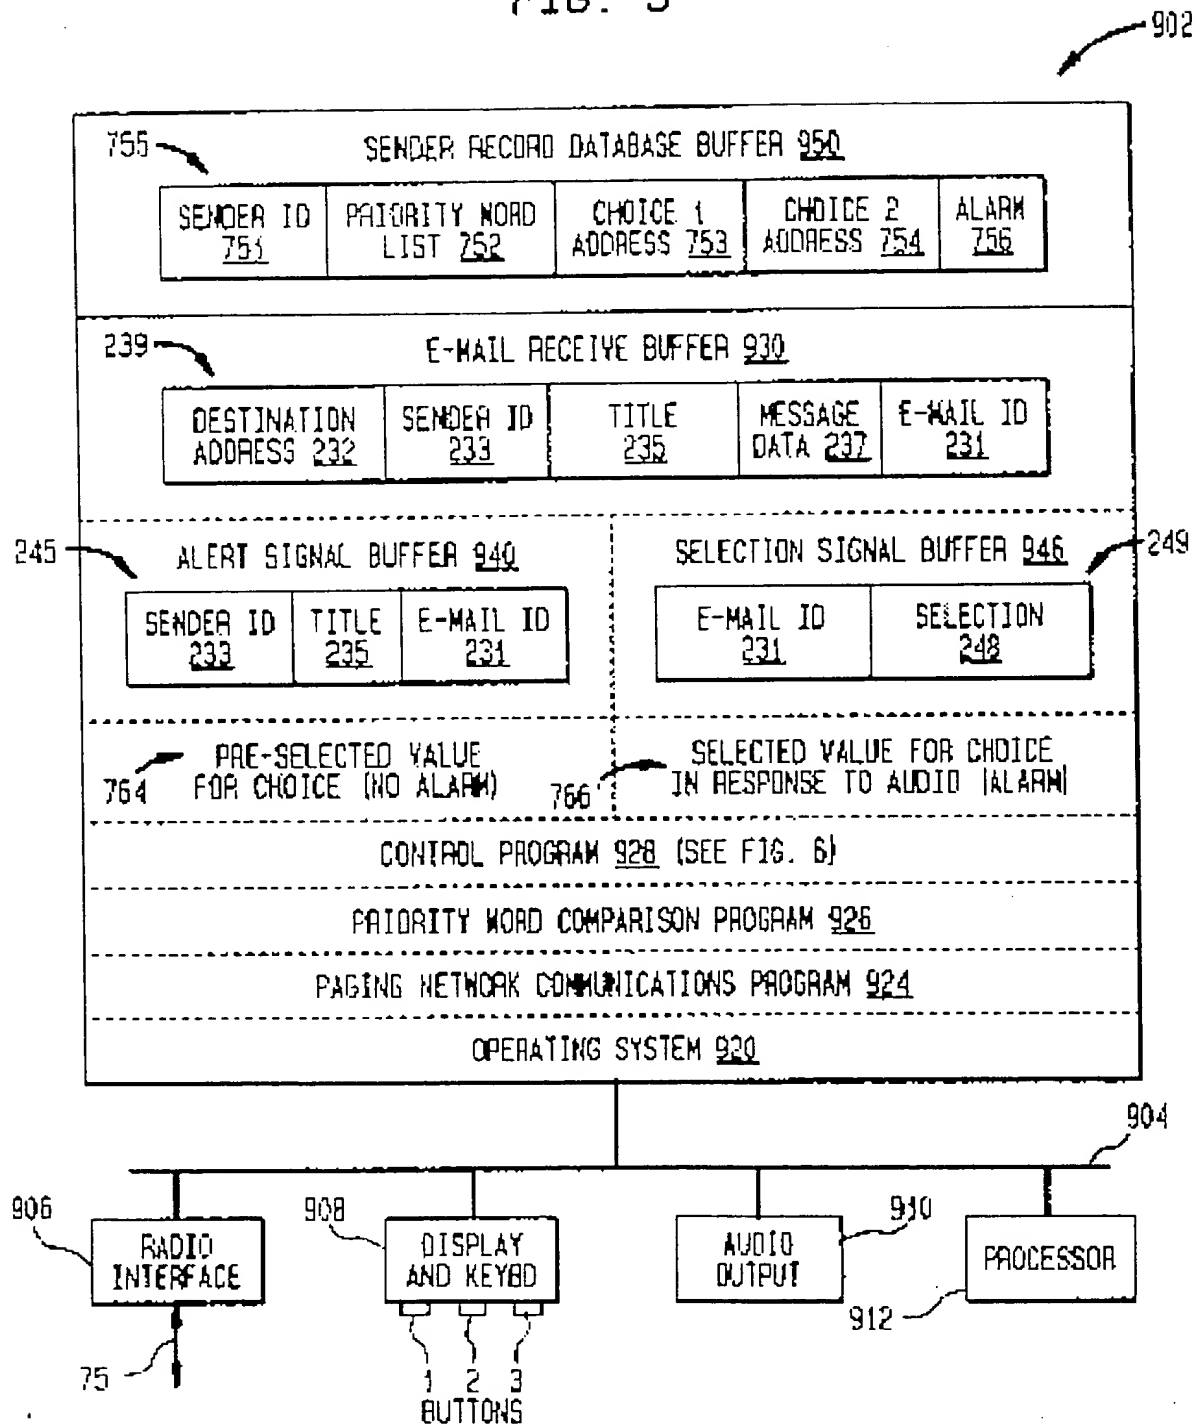 FIG. 5
902
755
SENDER RECORD DATABASE BUFFER 950
SENDER ID 751
PRIORITY WORD LIST 752
CHOICE 1 ADDRESS 753
CHOICE 2 ADDRESS 754
ALARM 756
239
E-MAIL RECEIVE BUFFER 930
DESTINATION ADDRESS 232
SENDER ID 233
TITLE 235
MESSAGE DATA 237
E-MAIL ID 231
245
ALERT SIGNAL BUFFER 940
SENDER ID 233
TITLE 235
E-MAIL ID 231
SELECTION SIGNAL BUFFER 946
249
E-MAIL ID 231
SELECTION 248
764
PRE-SELECTED VALUE
FOR CHOICE (NO ALARM)
766
SELECTED VALUE FOR CHOICE
IN RESPONSE TO AUDIO (ALARM)
CONTROL PROGRAM 928 (SEE FIG. 6)
PRIORITY WORD COMPARISON PROGRAM 926
PAGING NETWORK COMMUNICATIONS PROGRAM 924
OPERATING SYSTEM 920
904
906
RADIO
INTERFACE
75
908
DISPLAY
AND KEYBD
1 2 3
BUTTONS
910
AUDIO
OUTPUT
912
PROCESSOR